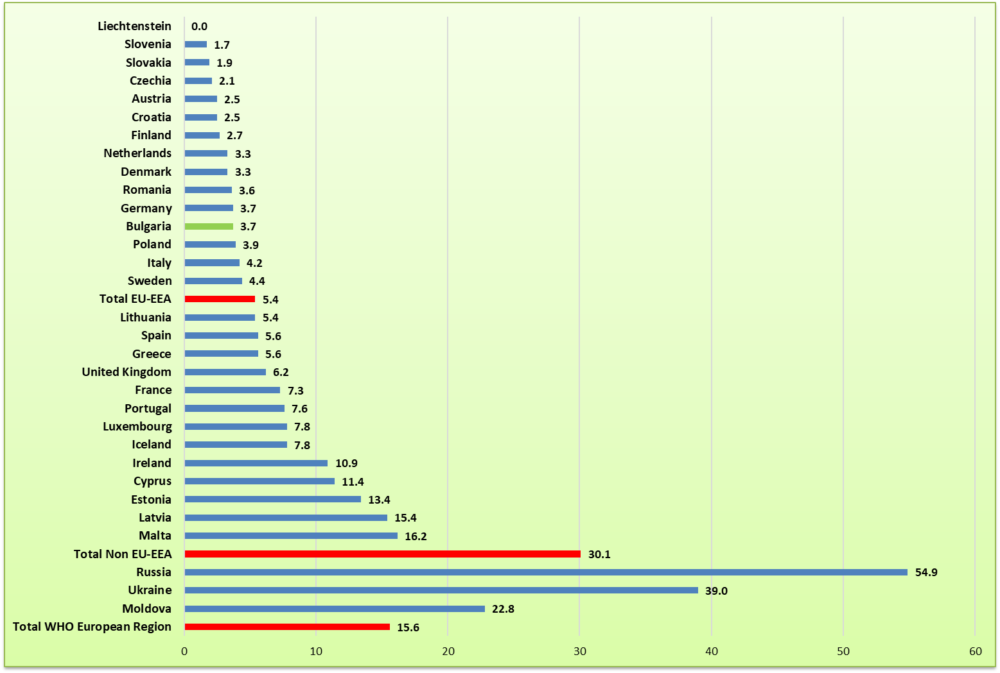 Liechtenstein 0.0
Slovenia 1.7
Slovakia 1.9
Czechia 2.1
Austria 2.5
Croatia 2.5
Finland 2.7
Netherlands 3.3
Denmark 3.3
Romania 3.6
Germany 3.7
Bulgaria 3.7
Poland 3.9
Italy 4.2
Sweden 4.4
Total EU-EEA 5.4
Lithuania 5.4
Spain 5.6
Greece 5.6
United Kingdom 6.2
France 7.3
Portugal 7.6
Luxembourg 7.8
Iceland 7.8
Ireland 10.9
Cyprus 11.4
Estonia 13.4
Latvia 15.4
Malta 16.2
Total Non EU-EEA 30.1
Russia 54.9
Ukraine 39.0
Moldova 22.8
Total WHO European Region 15.6
0 10 20 30 40 50 60